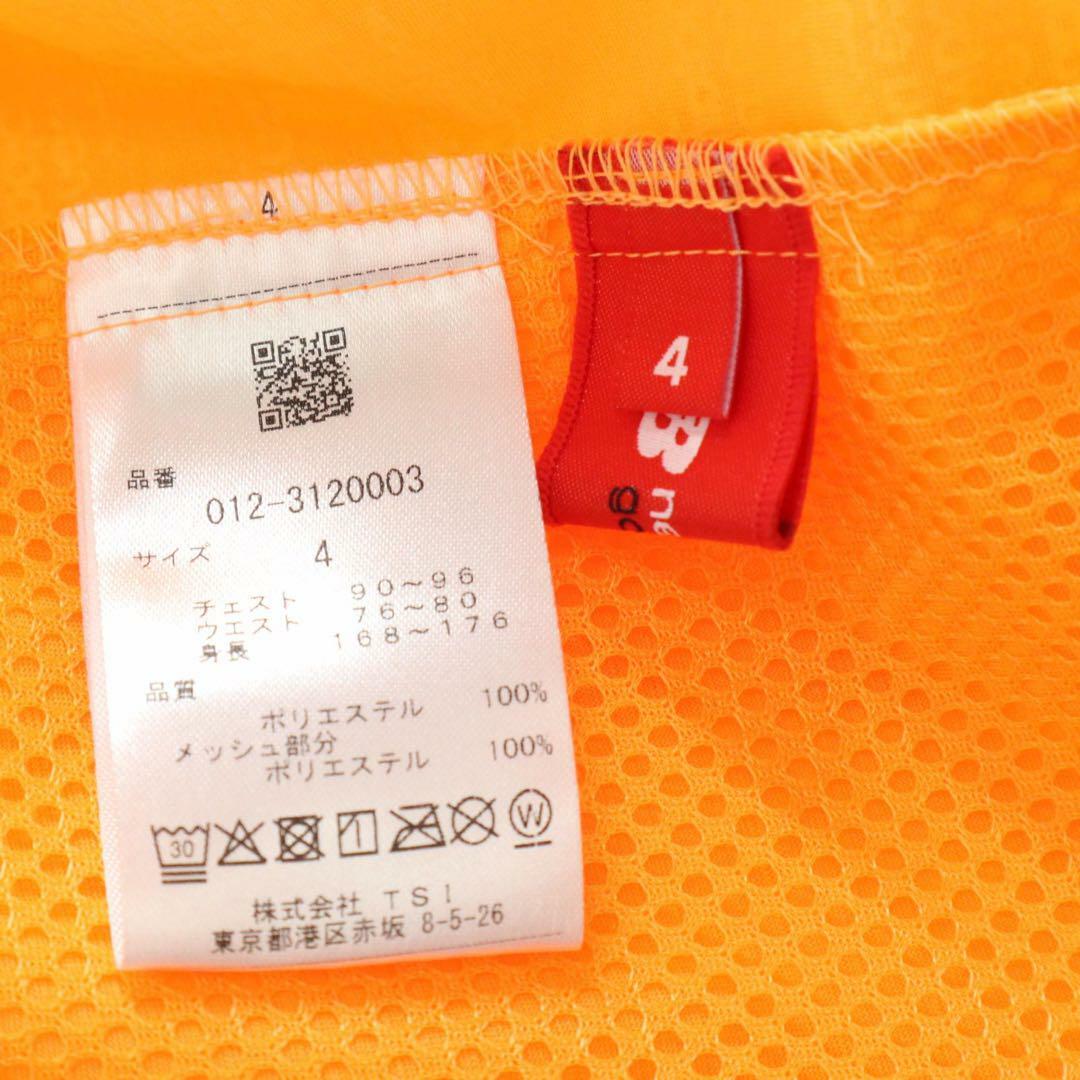 4
品番
012-3120003
サイズ 4
チェスト 90～96
ウエスト 76～80
身長 168～176
品質
ポリエステル 100%
メッシュ部分
ポリエステル 100%
30
W
株式会社 TSI
東京都港区赤坂 8-5-26
4